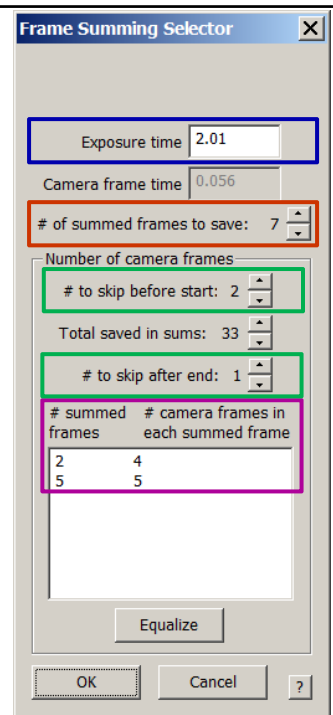 Frame Summing Selector
Exposure time 2.01
Camera frame time 0.056
# of summed frames to save: 7
Number of camera frames
# to skip before start: 2
Total saved in sums: 33
# to skip after end: 1
# summed # camera frames in
frames each summed frame
2 4
5 5
Equalize
OK Cancel ?